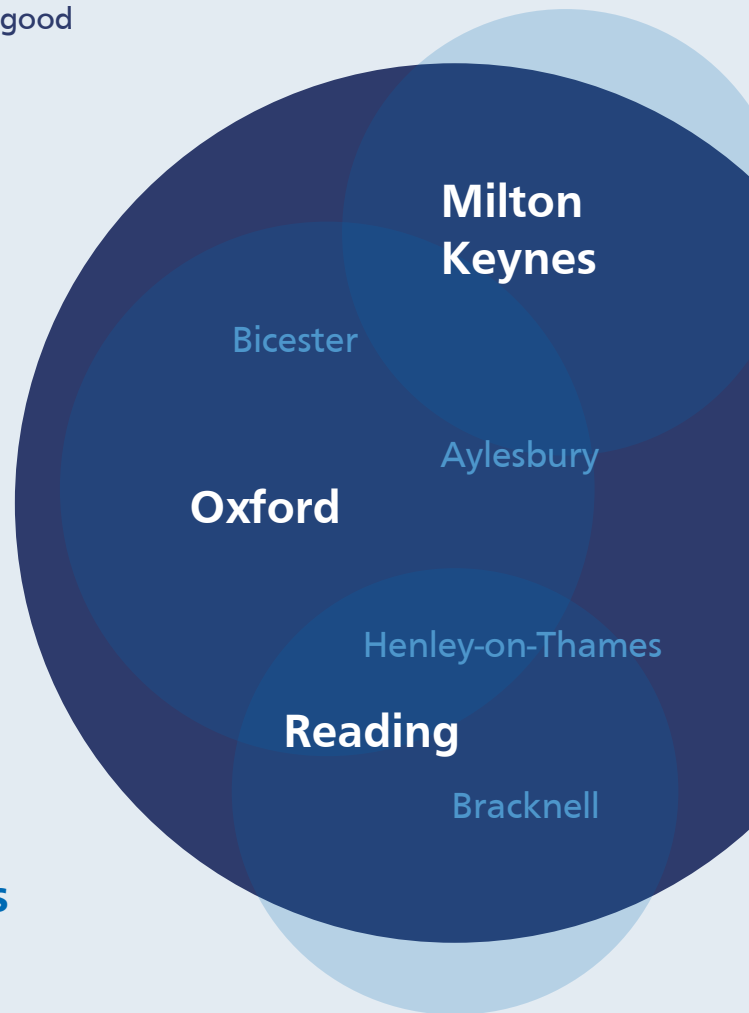 good
Milton
Keynes
Bicester
Aylesbury
Oxford
Henley-on-Thames
Reading
Bracknell
s